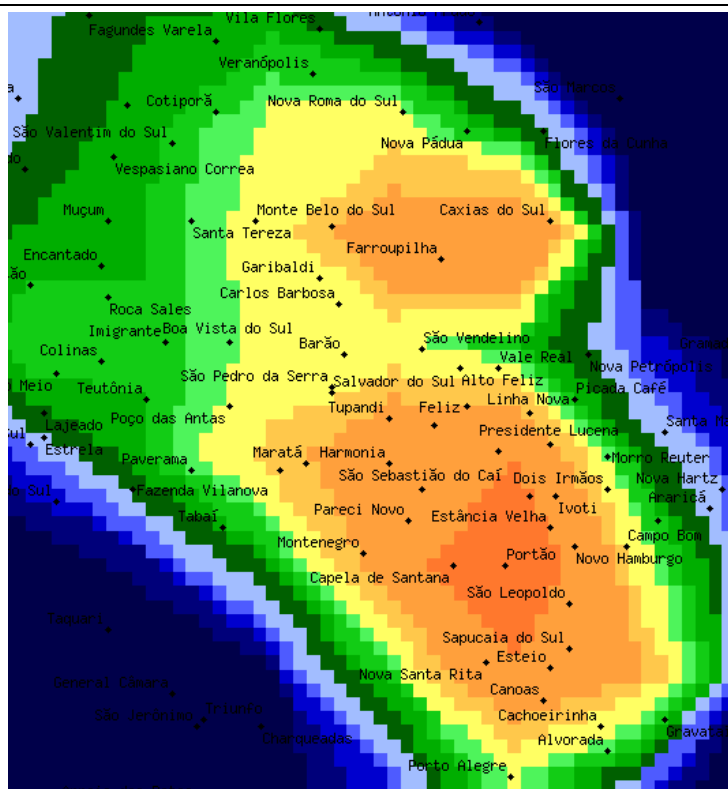 Vila Flores
Fagundes Varela
Veranópolis
São Marcos
Cotiporã
Nova Roma do Sul
São Valentim do Sul
Nova Pádua
Flores da Cunha
Vespasiano Correa
Muçum
Monte Belo do Sul
Caxias do Sul
Santa Tereza
Encantado
Farroupilha
Garibaldi
Carlos Barbosa
Roca Sales
Imigrante
Boa Vista do Sul
Barão
São Vendelino
Colinas
Vale Real
Nova Petrópolis
São Pedro da Serra
Salvador do Sul
Alto Feliz
Picada Café
Teutônia
Tupandi
Feliz
Linha Nova
Poço das Antas
Lajeado
Presidente Lucena
Estrela
Maratá
Harmonia
Morro Reuter
Paverama
São Sebastião do Caí
Dois Irmãos
Nova Hartz
Fazenda Vilanova
Araricá
Pareci Novo
Estância Velha
Ivoti
Tabaí
Campo Bom
Montenegro
Portão
Novo Hamburgo
Capela de Santana
São Leopoldo
Taquari
Sapucaia do Sul
Esteio
Nova Santa Rita
General Câmara
Canoas
Triunfo
São Jerônimo
Cachoeirinha
Charqueadas
Alvorada
Porto Alegre